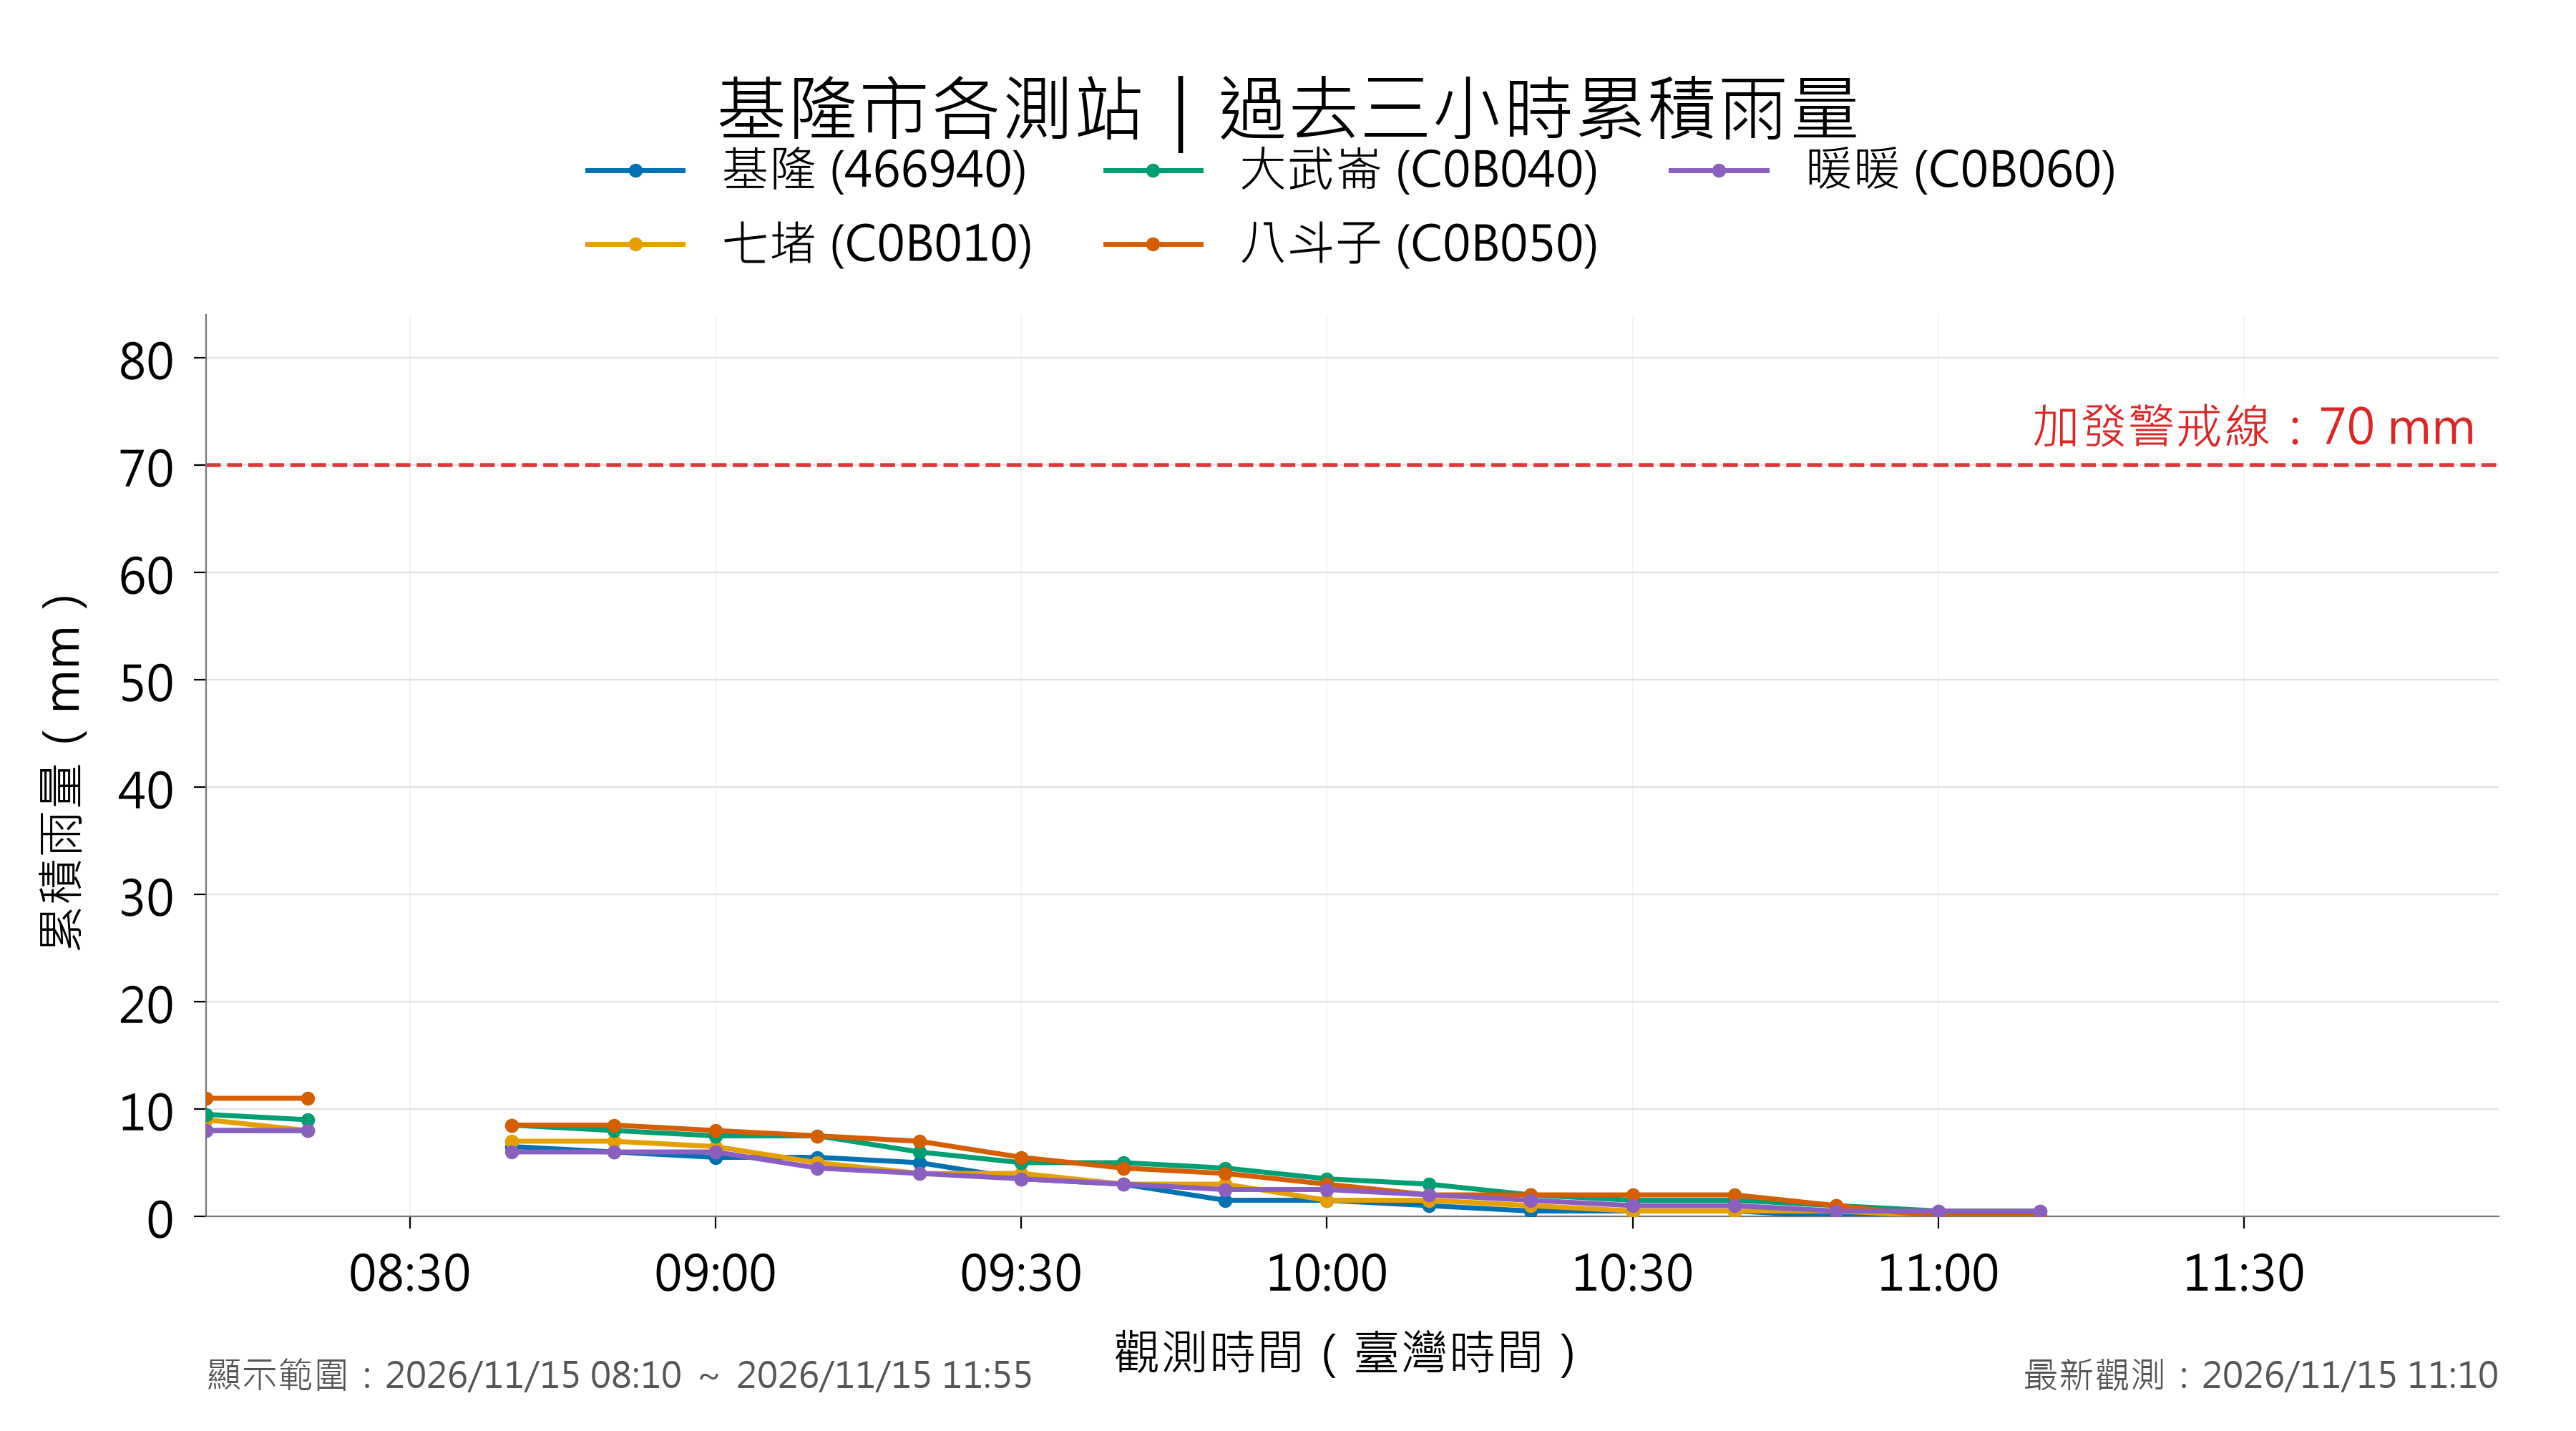 基隆市各測站｜過去三小時累積雨量
基隆 (466940)
大武崙 (C0B040)
暖暖 (C0B060)
七堵 (C0B010)
八斗子 (C0B050)
加發警戒線：70 mm
累積雨量（mm）
80
70
60
50
40
30
20
10
0
08:30
09:00
09:30
10:00
10:30
11:00
11:30
觀測時間（臺灣時間）
顯示範圍：2026/11/15 08:10 ~ 2026/11/15 11:55
最新觀測：2026/11/15 11:10